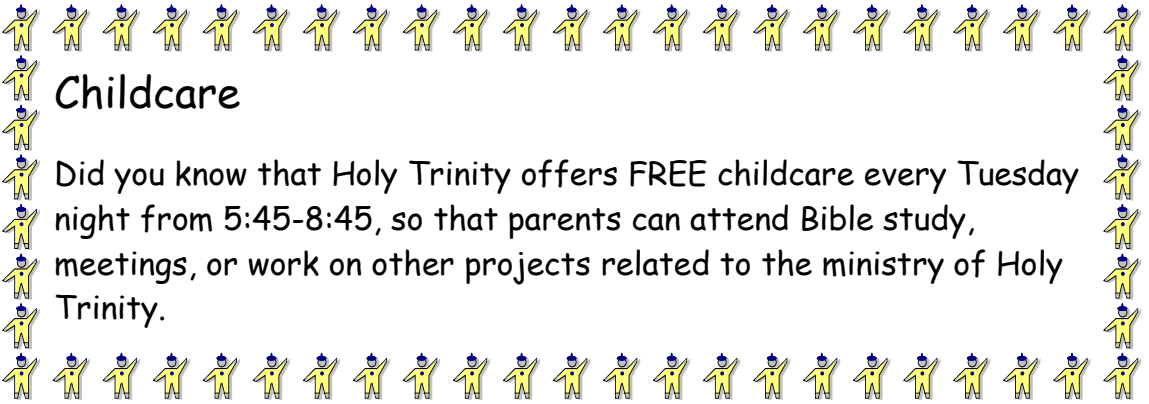 Childcare
Did you know that Holy Trinity offers FREE childcare every Tuesday
night from 5:45-8:45, so that parents can attend Bible study,
meetings, or work on other projects related to the ministry of Holy
Trinity.